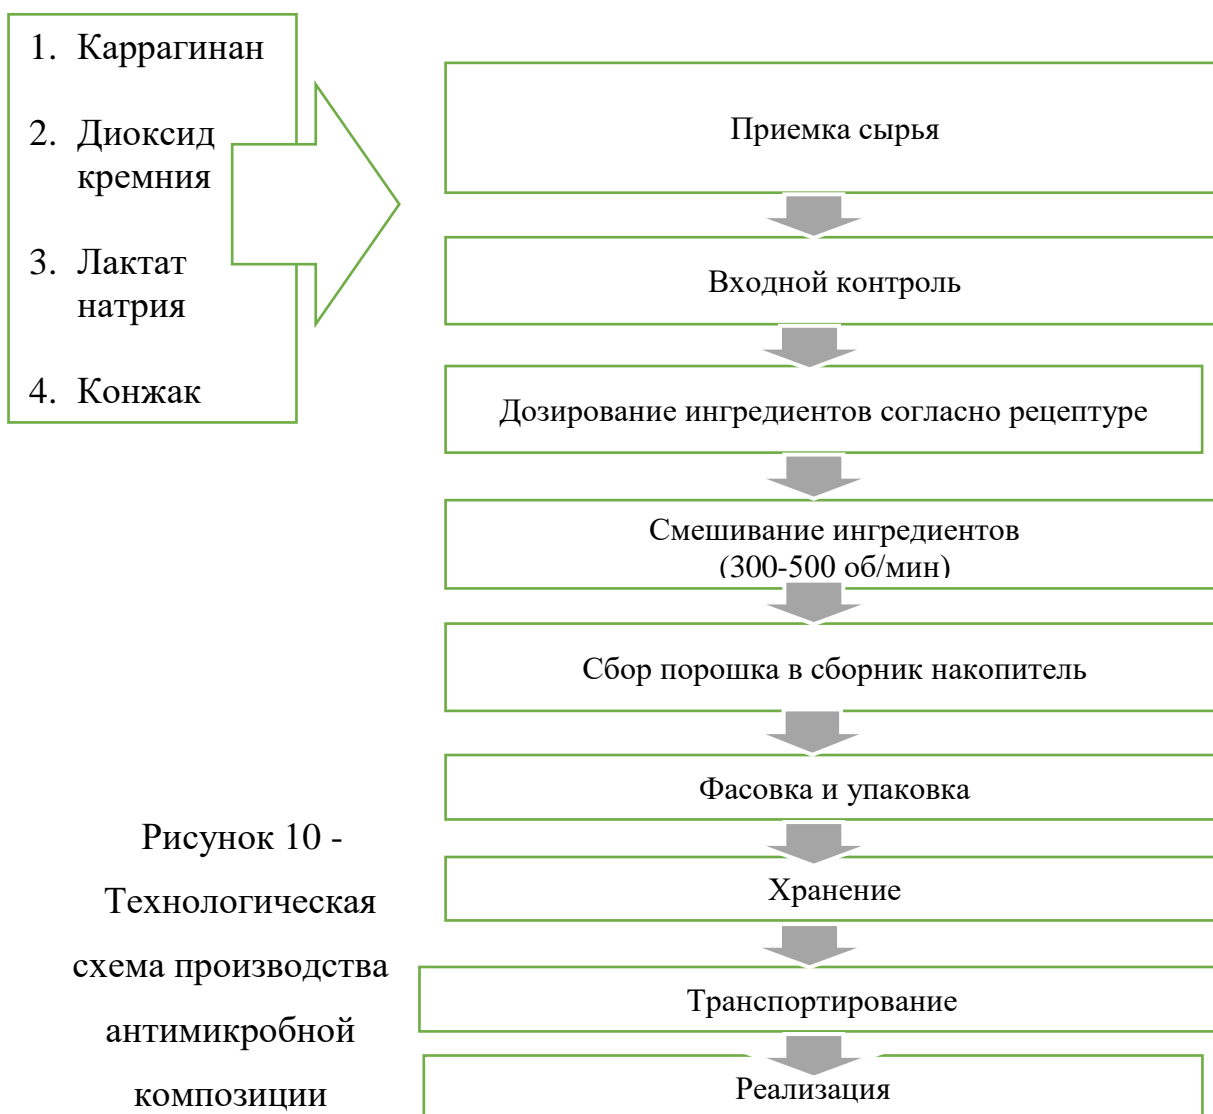 1. Каррагинан
2. Диоксид
кремния
3. Лактат
натрия
4. Конжак
Приемка сырья
Входной контроль
Дозирование ингредиентов согласно рецептуре
Смешивание ингредиентов
(300-500 об/мин)
Сбор порошка в сборник накопитель
Фасовка и упаковка
Хранение
Транспортирование
Реализация
Рисунок 10 -
Технологическая
схема производства
антимикробной
композиции